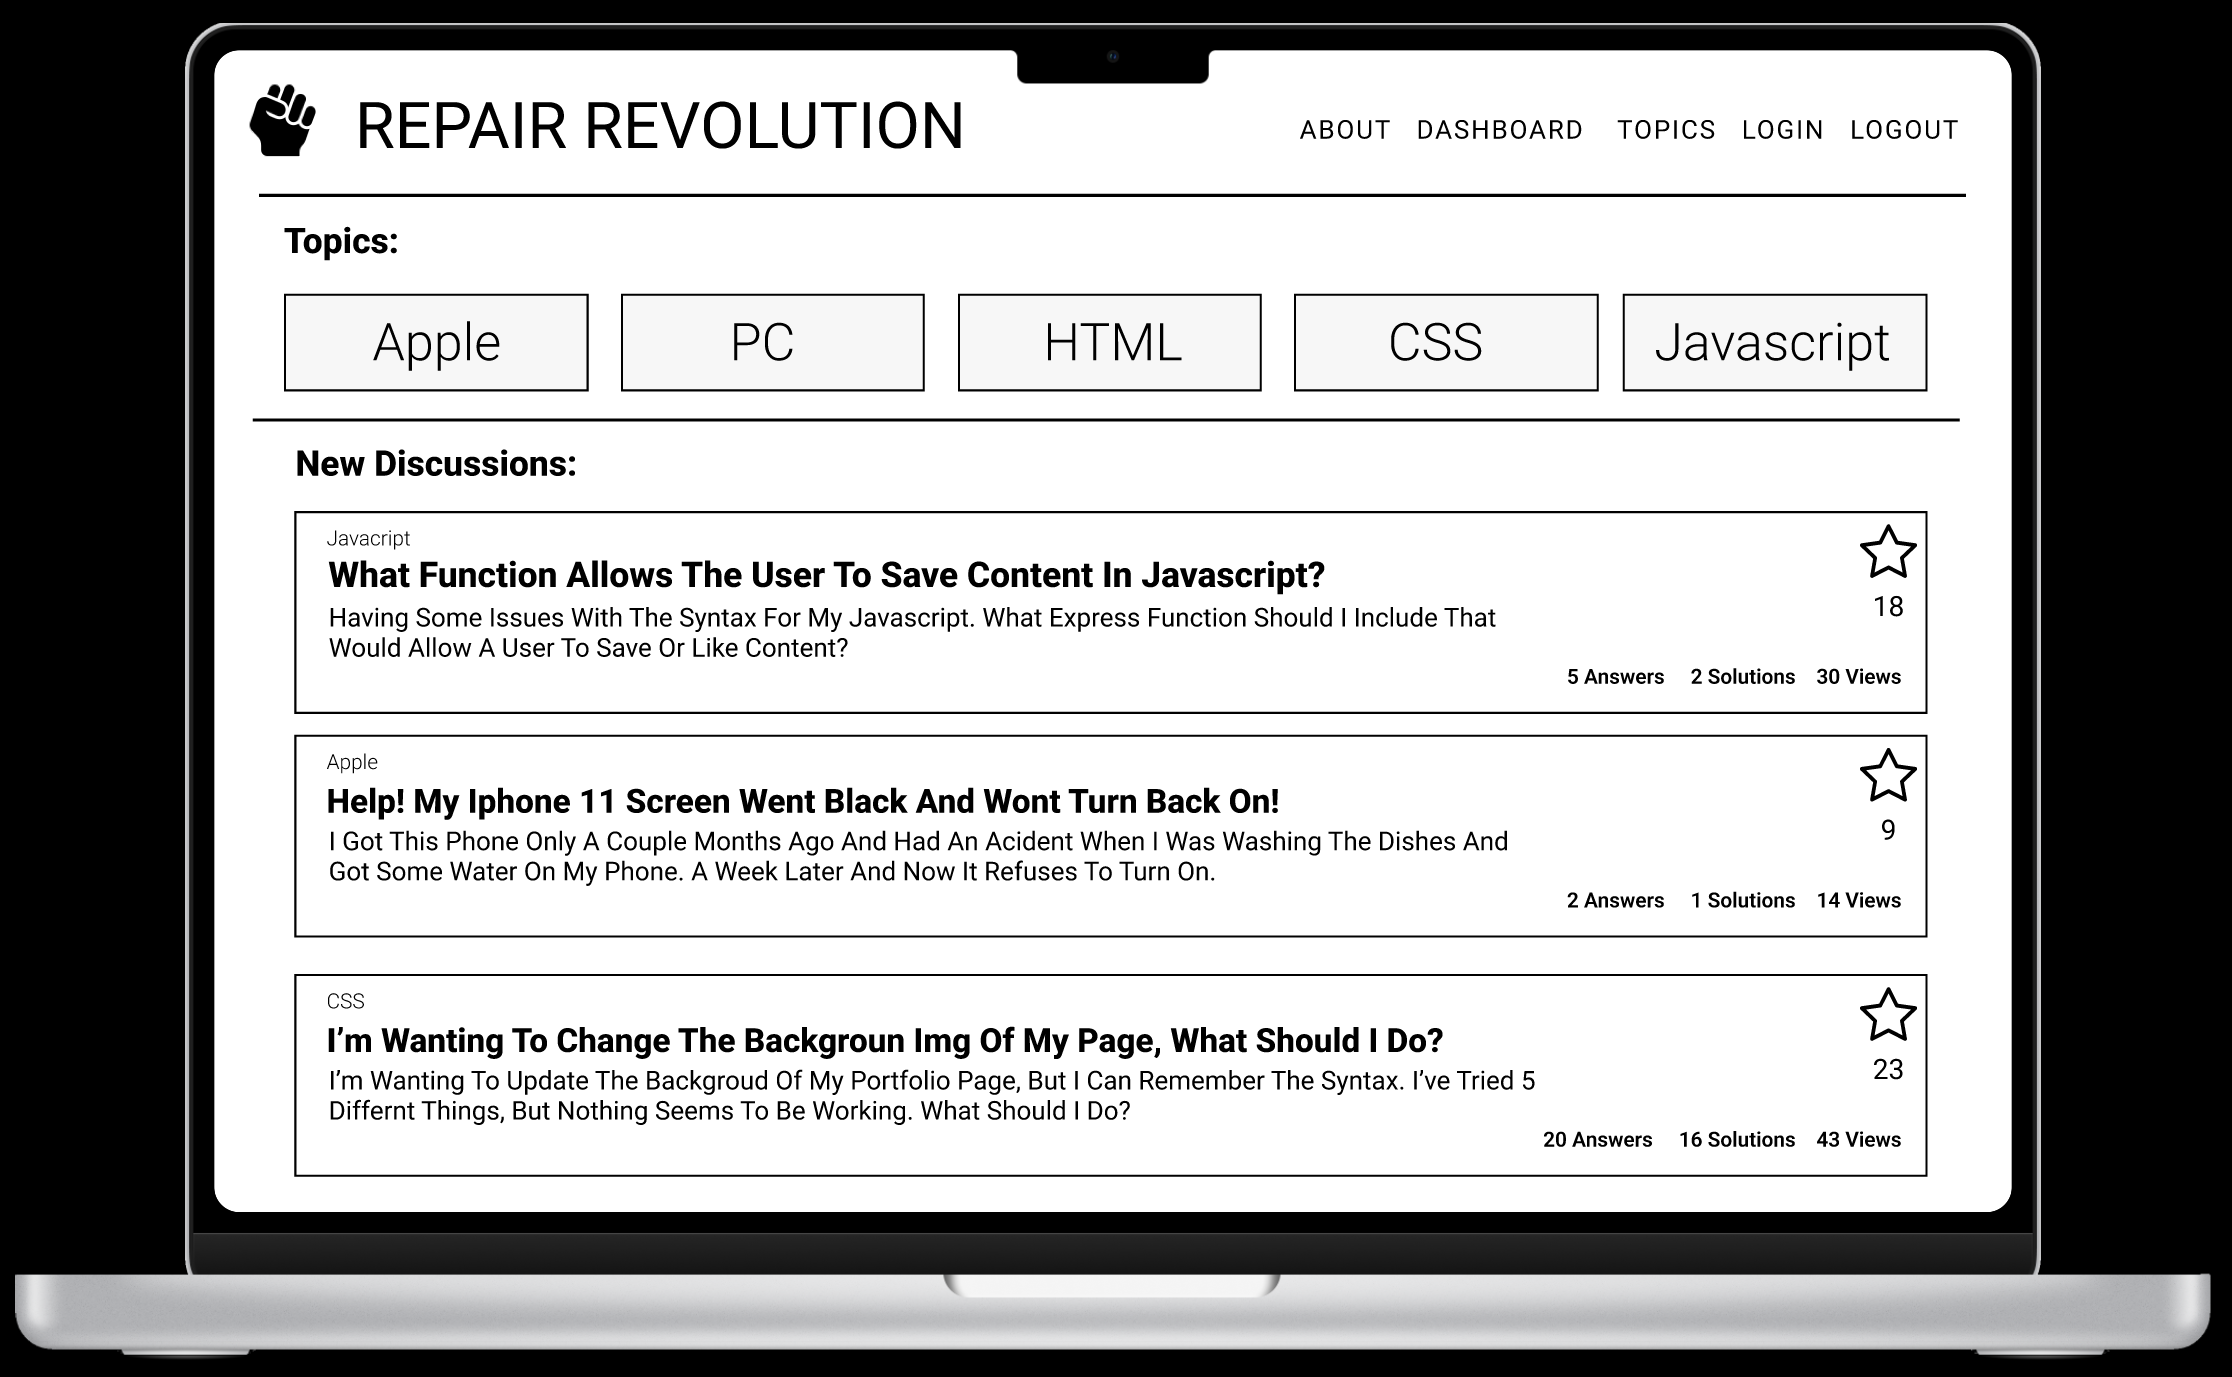 REPAIR REVOLUTION
ABOUT DASHBOARD TOPICS LOGIN LOGOUT
Topics:
Apple PC HTML CSS Javascript
New Discussions:
Javacript
What Function Allows The User To Save Content In Javascript?
Having Some Issues With The Syntax For My Javascript. What Express Function Should I Include That
Would Allow A User To Save Or Like Content?
18
5 Answers 2 Solutions 30 Views
Apple
Help! My Iphone 11 Screen Went Black And Wont Turn Back On!
I Got This Phone Only A Couple Months Ago And Had An Acident When I Was Washing The Dishes And
Got Some Water On My Phone. A Week Later And Now It Refuses To Turn On.
9
2 Answers 1 Solutions 14 Views
CSS
I’m Wanting To Change The Backgroun Img Of My Page, What Should I Do?
I’m Wanting To Update The Backgroud Of My Portfolio Page, But I Can Remember The Syntax. I’ve Tried 5
Differnt Things, But Nothing Seems To Be Working. What Should I Do?
23
20 Answers 16 Solutions 43 Views